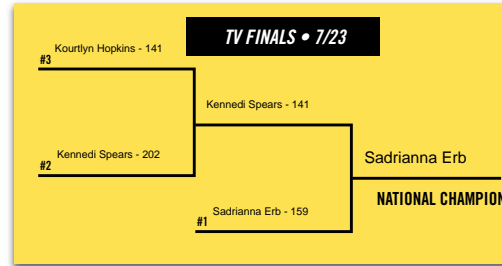 TV FINALS • 7/23
Kourtlyn Hopkins - 141
#3
Kennedi Spears - 141
Kennedi Spears - 202
#2
Sadrianna Erb
NATIONAL CHAMPION
Sadrianna Erb - 159
#1